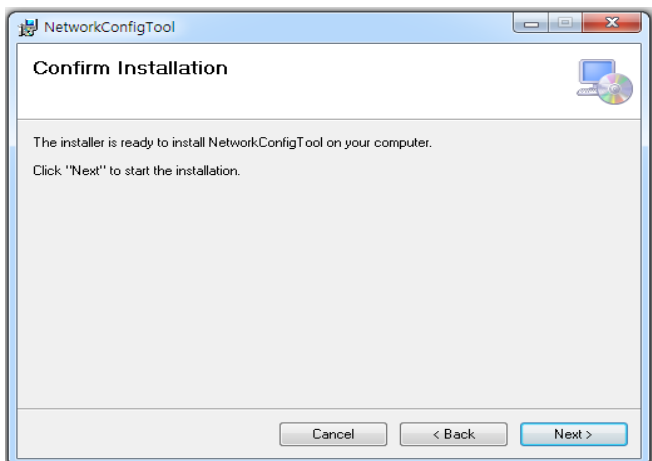 NetworkConfigTool
Confirm Installation
The installer is ready to install NetworkConfigTool on your computer.
Click "Next" to start the installation.
Cancel
< Back
Next >